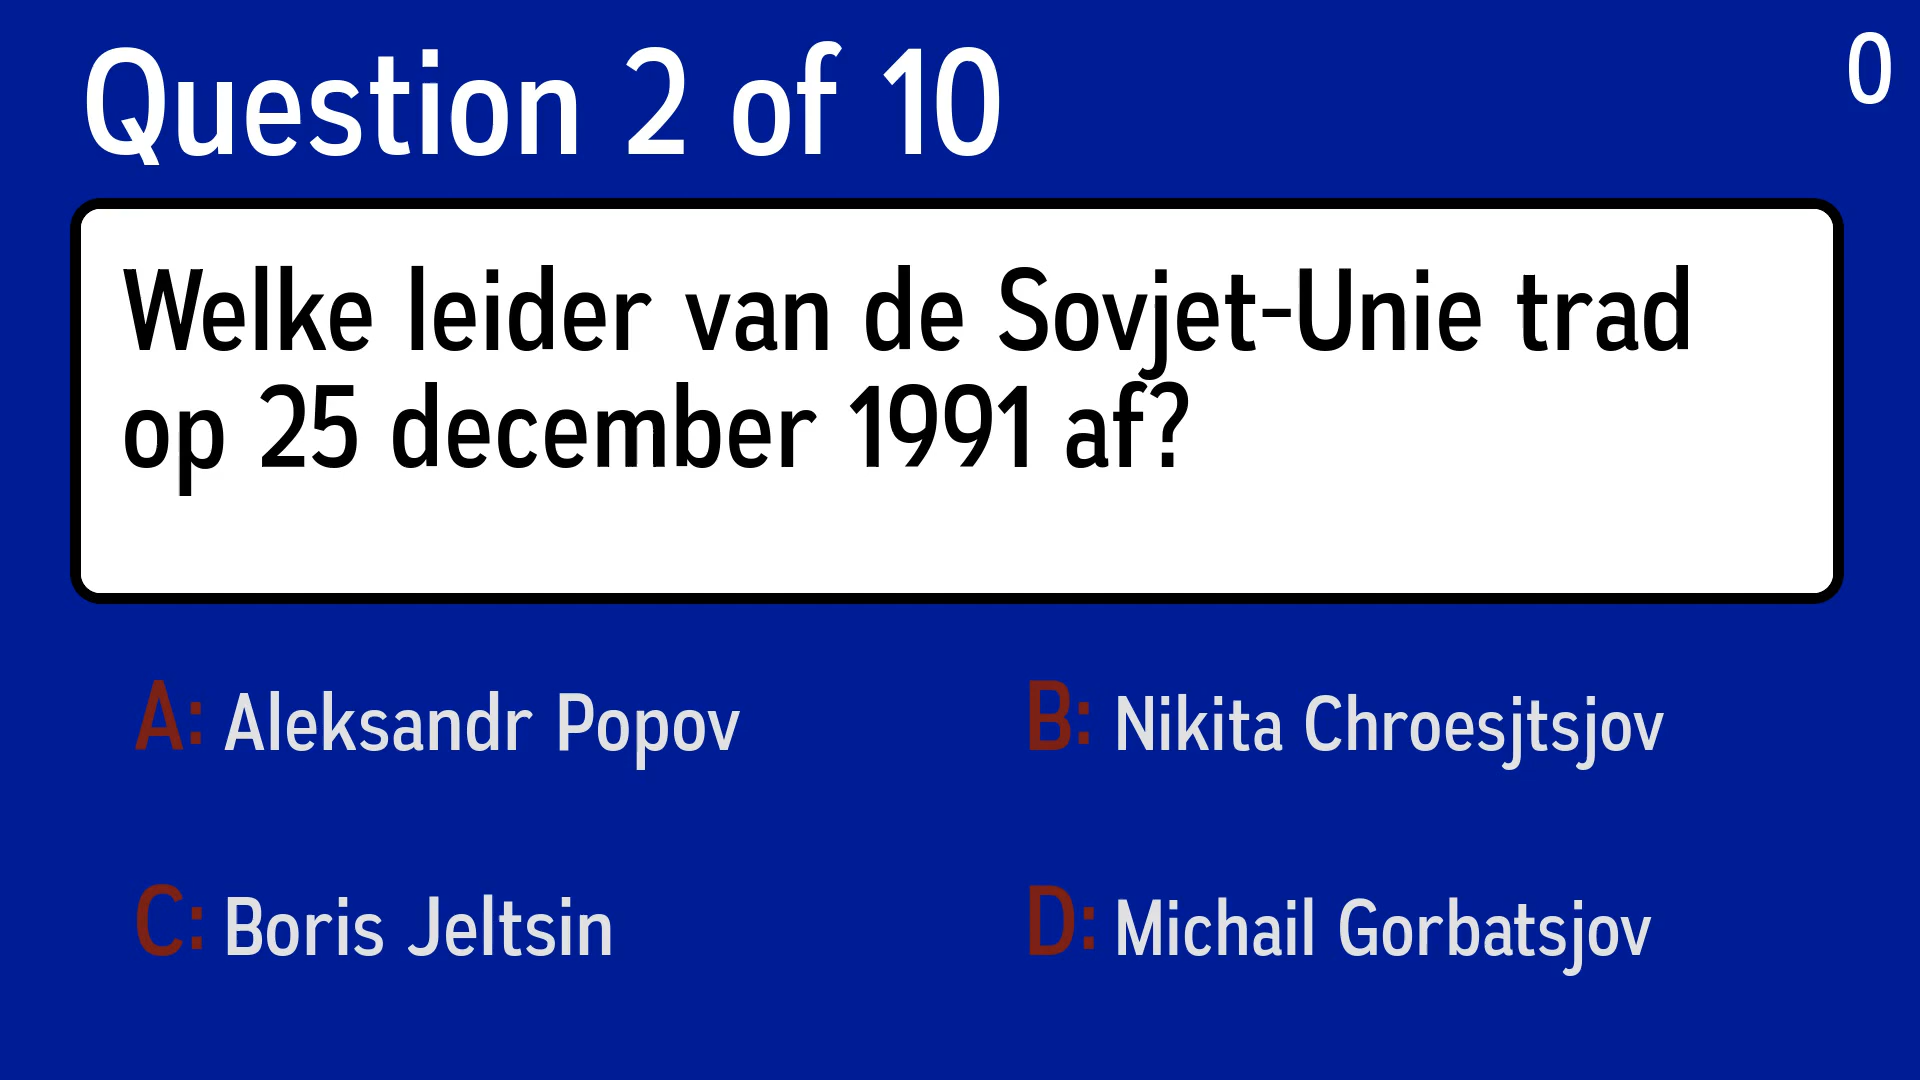 Question 2 of 10
0
Welke leider van de Sovjet-Unie trad
op 25 december 1991 af?
A: Aleksandr Popov
B: Nikita Chroesjtsjov
C: Boris Jeltsin
D: Michail Gorbatsjov